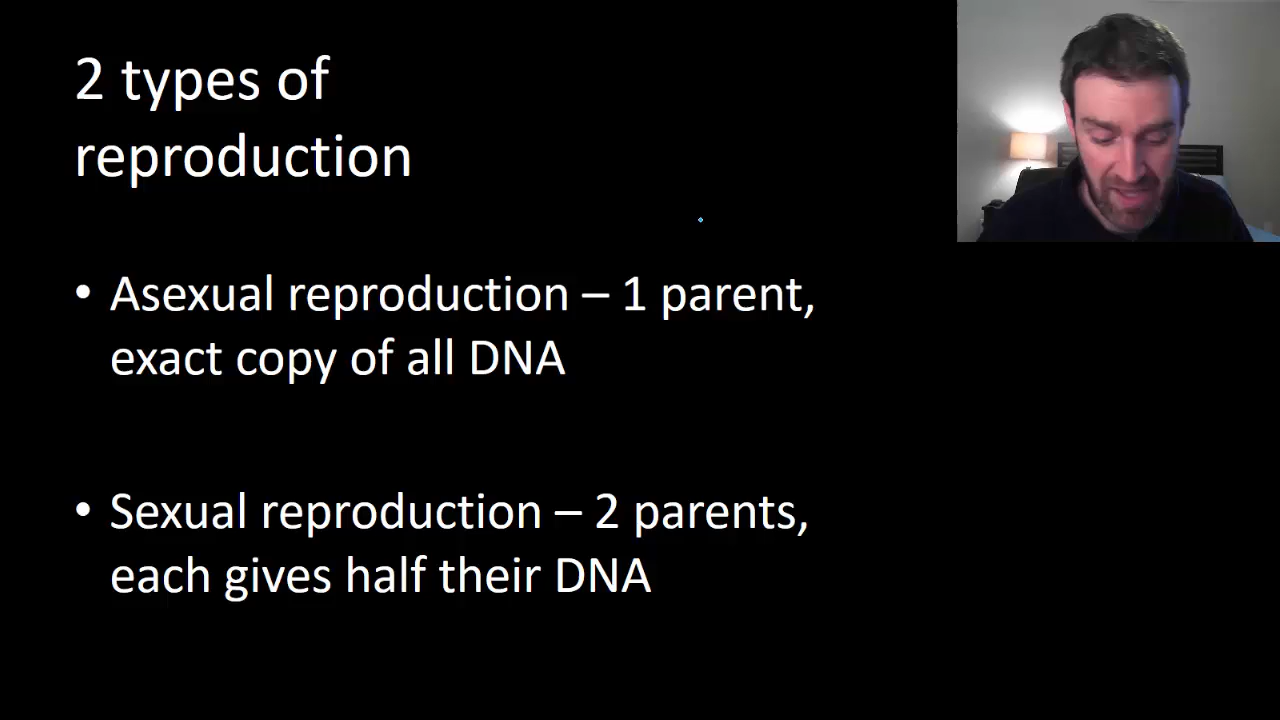 2 types of
reproduction
• Asexual reproduction – 1 parent,
exact copy of all DNA
• Sexual reproduction – 2 parents,
each gives half their DNA